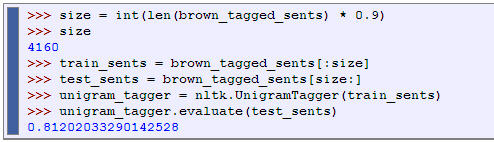 >>> size = int(len(brown_tagged_sents) * 0.9)
>>> size
4160
>>> train_sents = brown_tagged_sents[:size]
>>> test_sents = brown_tagged_sents[size:]
>>> unigram_tagger = nltk.UnigramTagger(train_sents)
>>> unigram_tagger.evaluate(test_sents)
0.81202033290142528